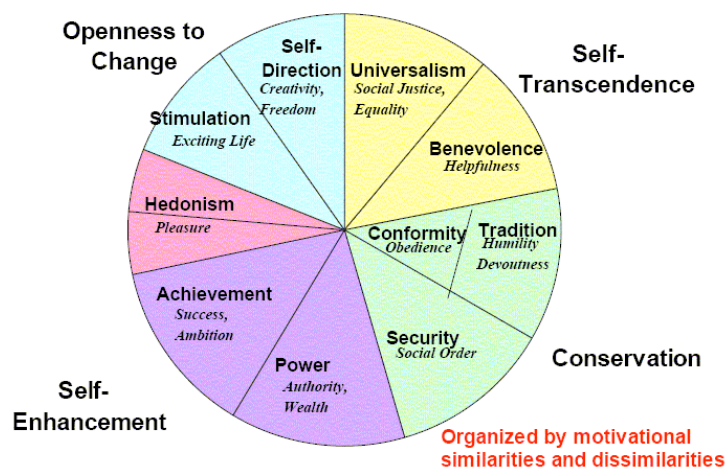 Openness to
Change
Self-
Transcendence
Self-
Direction
Creativity,
Freedom
Universalism
Social Justice,
Equality
Stimulation
Exciting Life
Benevolence
Helpfulness
Hedonism
Pleasure
Conformity
Obedience
Tradition
Humility
Devoutness
Achievement
Success,
Ambition
Security
Social Order
Power
Authority,
Wealth
Conservation
Self-
Enhancement
Organized by motivational
similarities and dissimilarities